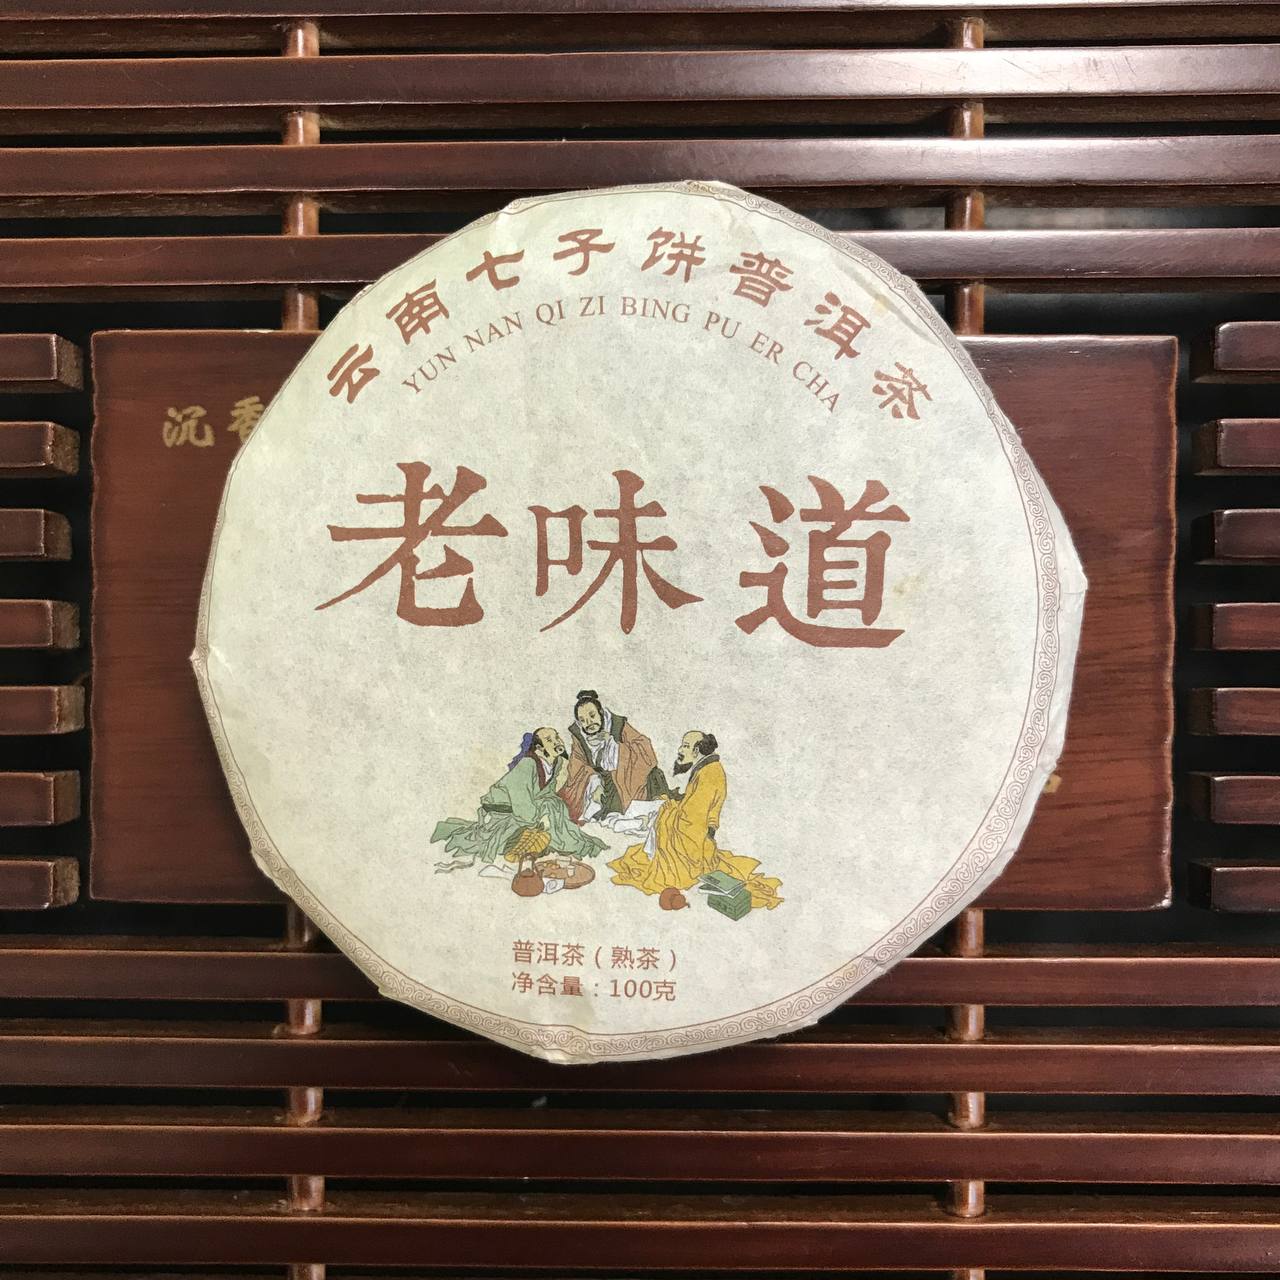 云南七子饼普洱茶
YUN NAN QI ZI BING PU ER CHA
沉香
老味道
普洱茶（熟茶）
净含量：100克